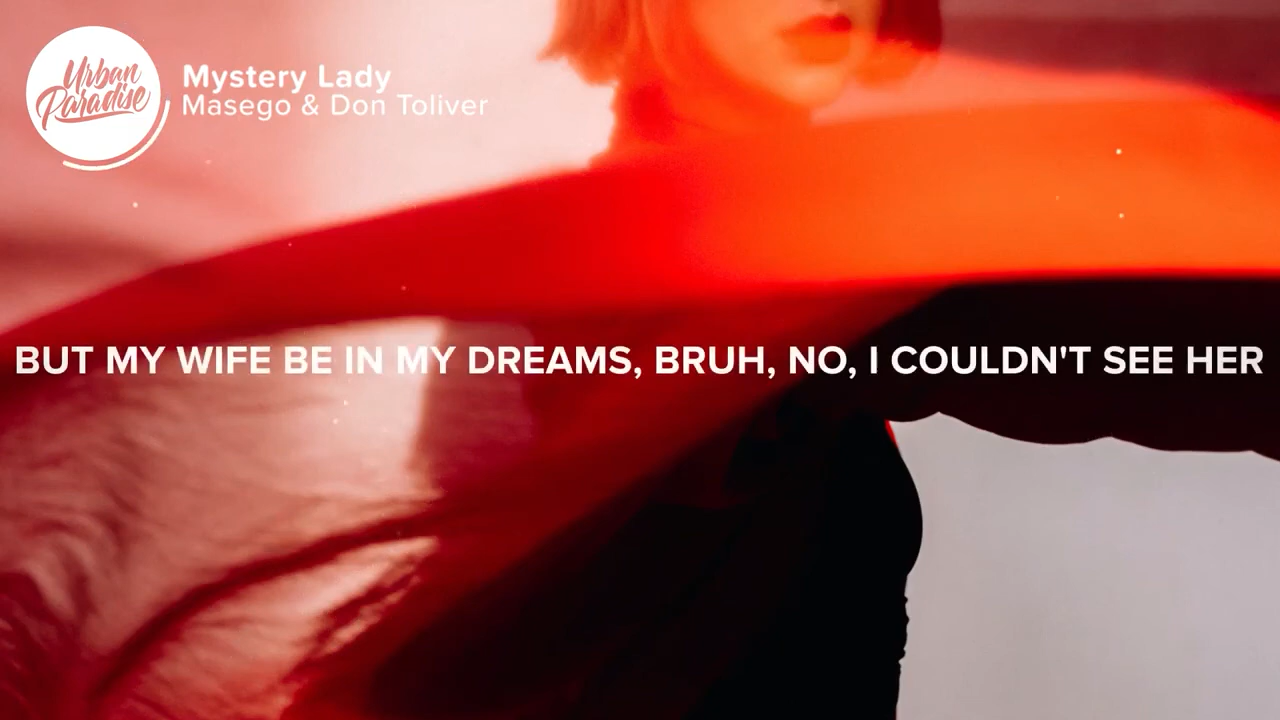 Urban
Paradise
Mystery Lady
Masego & Don Toliver
BUT MY WIFE BE IN MY DREAMS, BRUH, NO, I COULDN'T SEE HER